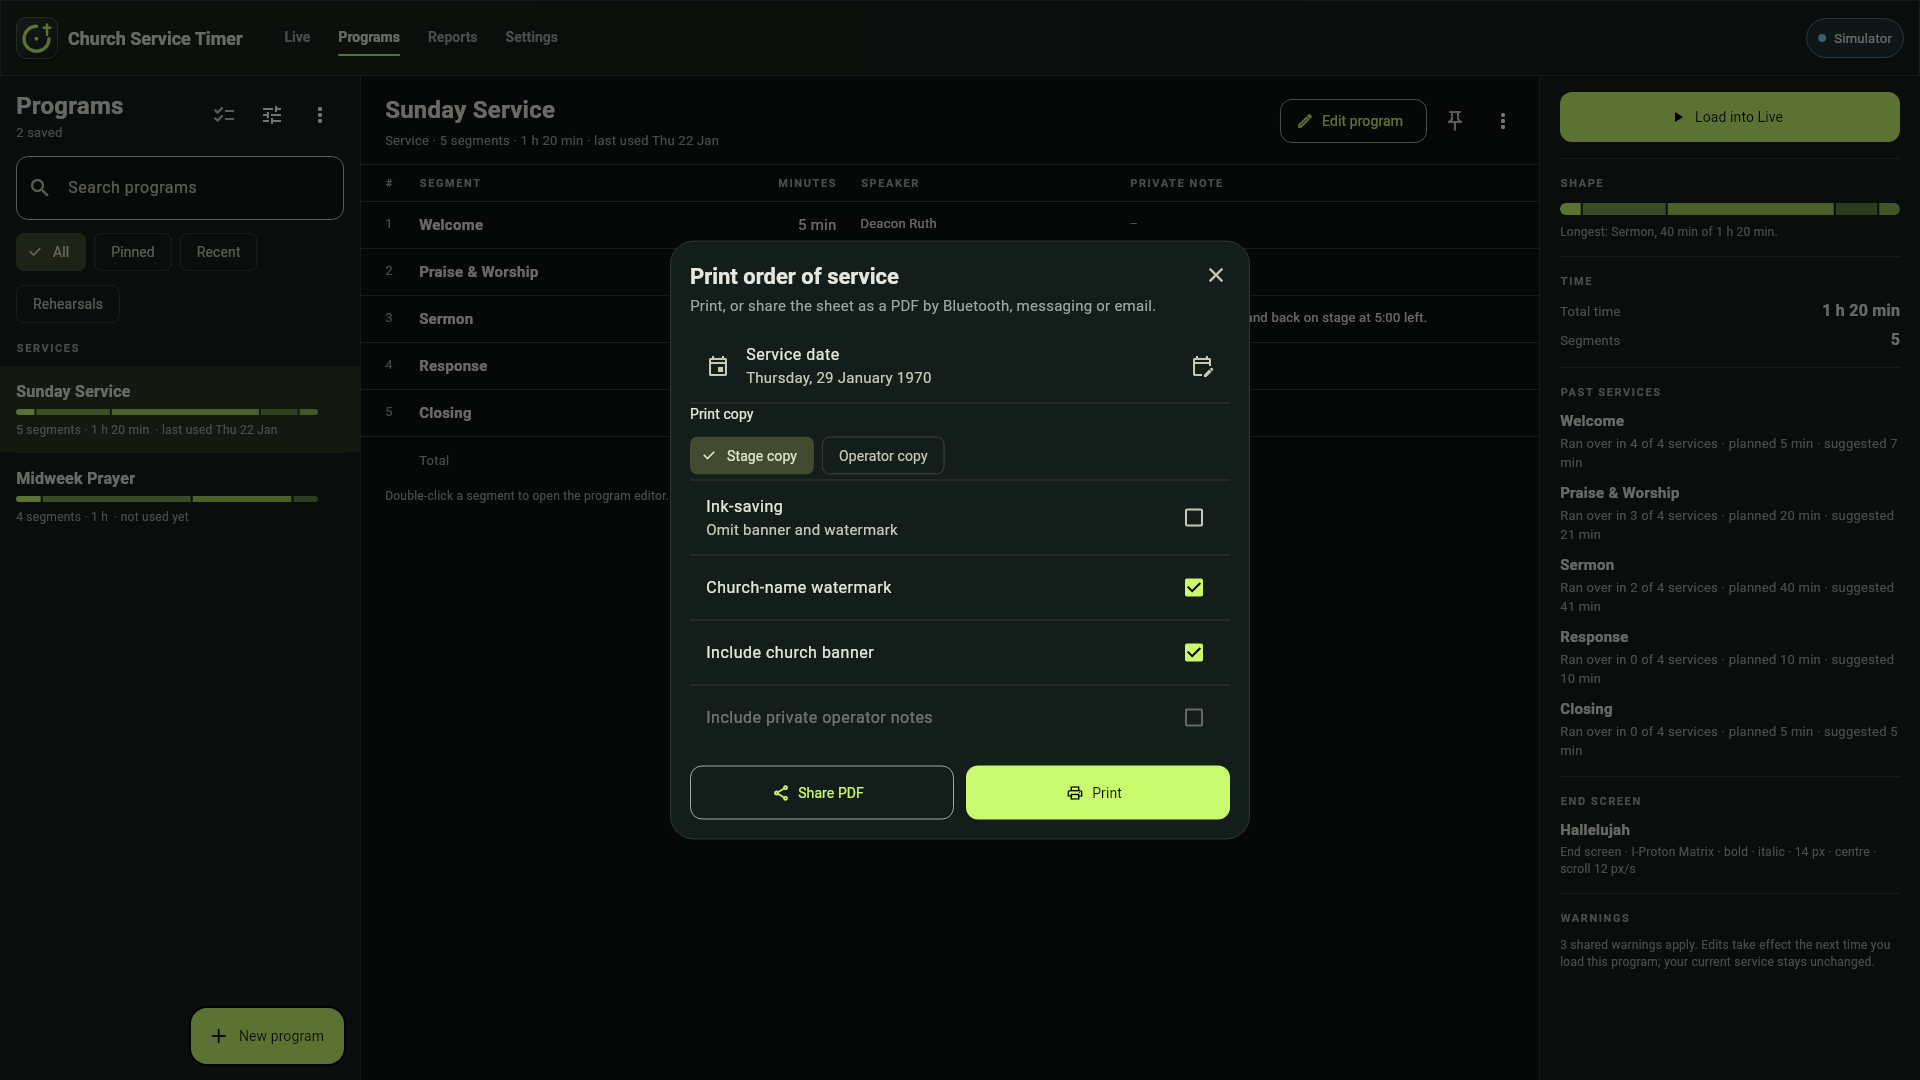 Church Service Timer
Live
Programs
Reports
Settings
Simulator
Programs
2 saved
Search programs
All
Pinned
Recent
Rehearsals
SERVICES
Sunday Service
5 segments · 1 h 20 min · last used Thu 22 Jan
Midweek Prayer
4 segments · 1 h · not used yet
New program
Sunday Service
Service · 5 segments · 1 h 20 min · last used Thu 22 Jan
Edit program
# SEGMENT MINUTES SPEAKER PRIVATE NOTE
1 Welcome 5 min Deacon Ruth –
2 Praise & Worship
3 Sermon nd back on stage at 5:00 left.
4 Response
5 Closing
Total
Double-click a segment to open the program editor.
Print order of service
Print, or share the sheet as a PDF by Bluetooth, messaging or email.
Service date
Thursday, 29 January 1970
Print copy
Stage copy
Operator copy
Ink-saving
Omit banner and watermark
Church-name watermark
Include church banner
Include private operator notes
Share PDF
Print
Load into Live
SHAPE
Longest: Sermon, 40 min of 1 h 20 min.
TIME
Total time 1 h 20 min
Segments 5
PAST SERVICES
Welcome
Ran over in 4 of 4 services · planned 5 min · suggested 7
min
Praise & Worship
Ran over in 3 of 4 services · planned 20 min · suggested
21 min
Sermon
Ran over in 2 of 4 services · planned 40 min · suggested
41 min
Response
Ran over in 0 of 4 services · planned 10 min · suggested
10 min
Closing
Ran over in 0 of 4 services · planned 5 min · suggested 5
min
END SCREEN
Hallelujah
End screen · I-Proton Matrix · bold · italic · 14 px · centre ·
scroll 12 px/s
WARNINGS
3 shared warnings apply. Edits take effect the next time you
load this program; your current service stays unchanged.